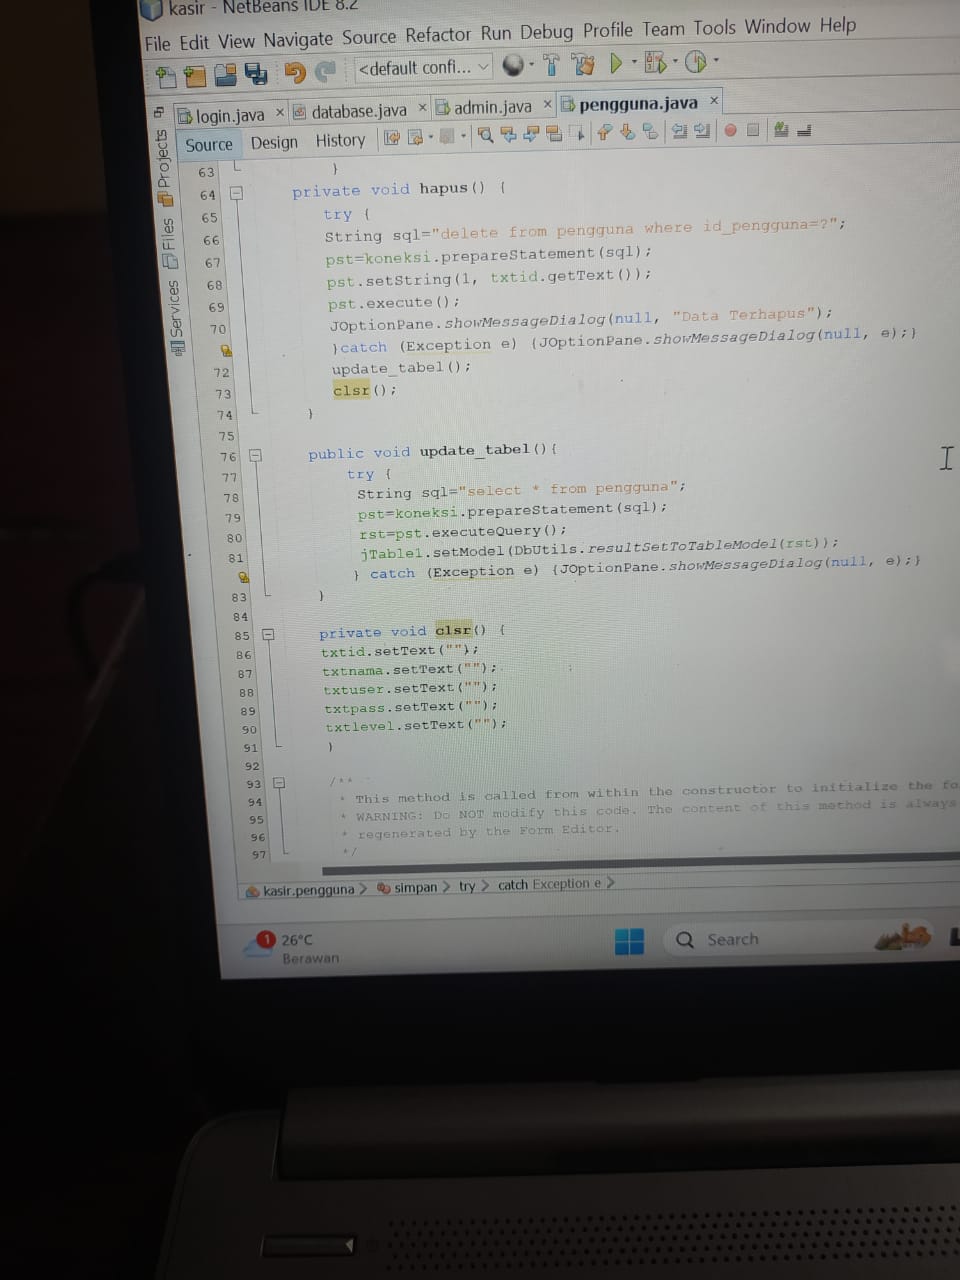 kasir - NetBeans IDE 8.2
File Edit View Navigate Source Refactor Run Debug Profile Team Tools Window Help
<default confi...
login.java × database.java × admin.java × pengguna.java ×
Source Design History
Projects
Files
Services
63 }
64 private void hapus() {
65 try {
66 String sql="delete from pengguna where id_pengguna=?";
67 pst=koneksi.prepareStatement(sql);
68 pst.setString(1, txtid.getText());
69 pst.execute();
70 JOptionPane.showMessageDialog(null, "Data Terhapus");
}catch (Exception e) {JOptionPane.showMessageDialog(null, e);}
72 update_tabel();
73 clsr();
74 }
75
76 public void update_tabel(){
77 try {
78 String sql="select * from pengguna";
79 pst=koneksi.prepareStatement(sql);
80 rst=pst.executeQuery();
81 jTable1.setModel(DbUtils.resultSetToTableModel(rst));
} catch (Exception e) {JOptionPane.showMessageDialog(null, e);}
83 }
84
85 private void clsr() {
86 txtid.setText("");
87 txtnama.setText("");
88 txtuser.setText("");
89 txtpass.setText("");
90 txtlevel.setText("");
91 }
92
93 /**
94 * This method is called from within the constructor to initialize the fo
95 * WARNING: Do NOT modify this code. The content of this method is always
96 * regenerated by the Form Editor.
97 */
kasir.pengguna > simpan > try > catch Exception e >
1 26°C
Berawan
Search